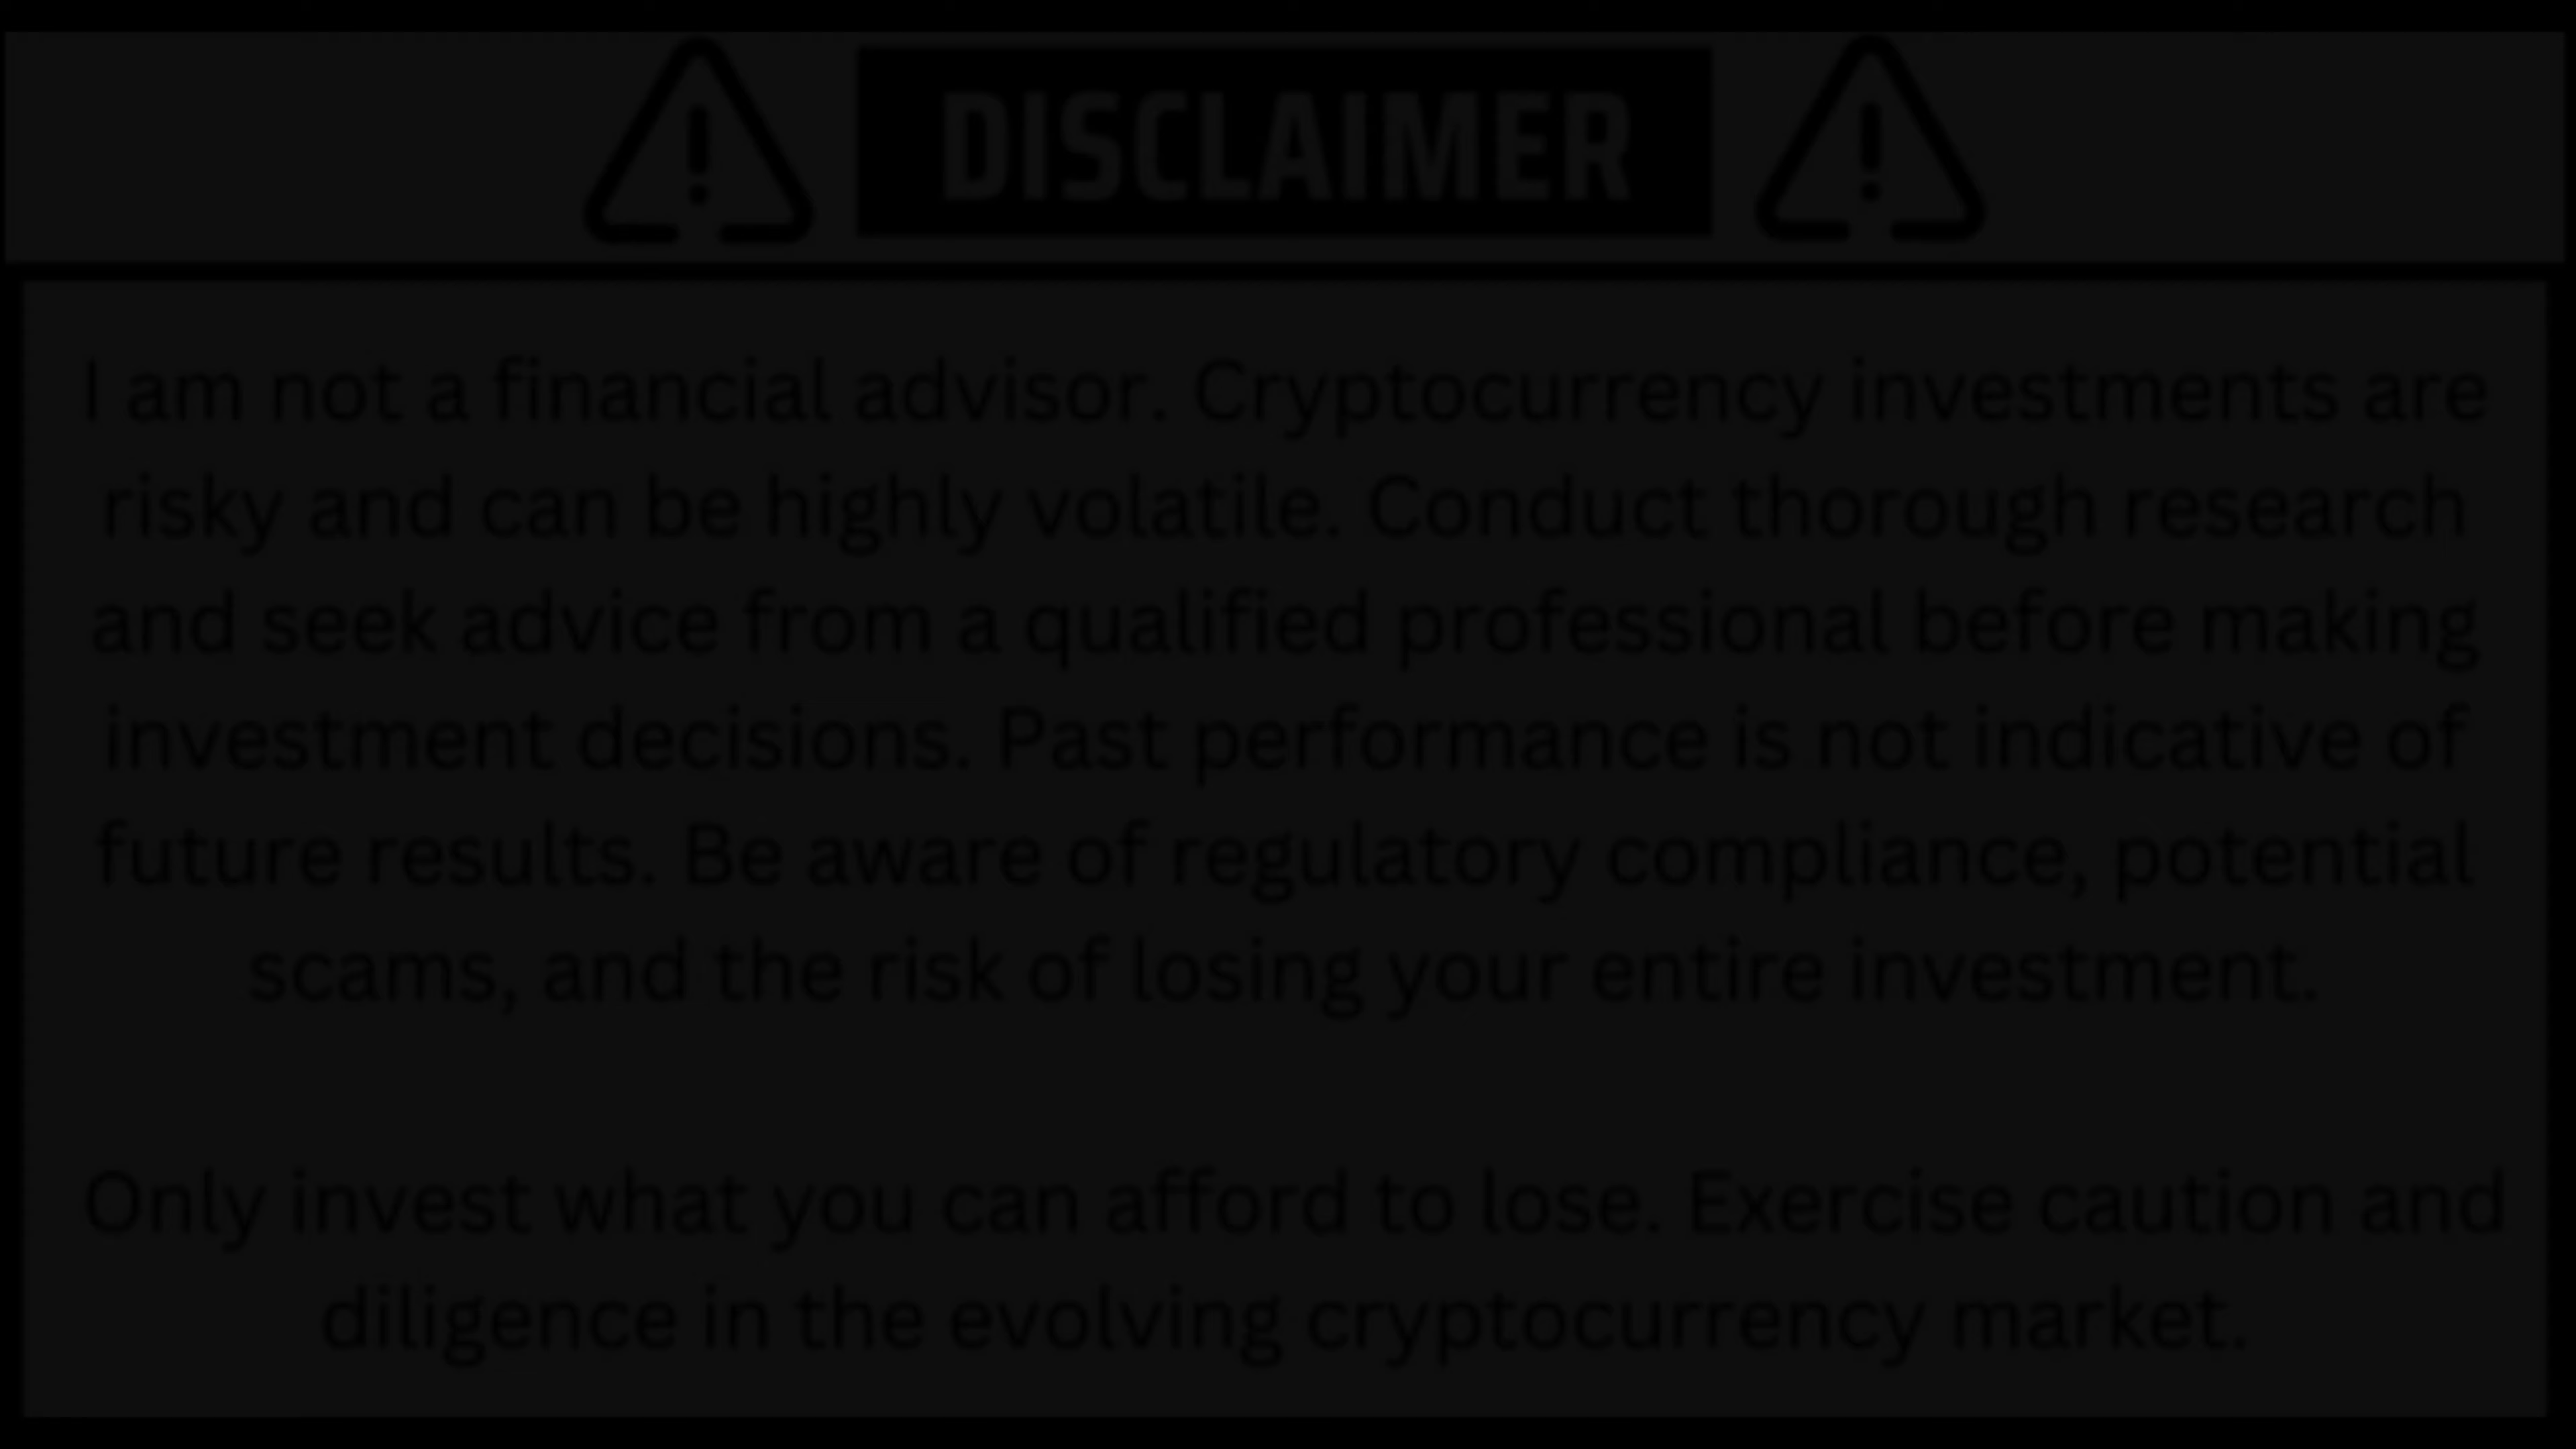 DISCLAIMER
I am not a financial advisor. Cryptocurrency investments are
risky and can be highly volatile. Conduct thorough research
and seek advice from a qualified professional before making
investment decisions. Past performance is not indicative of
future results. Be aware of regulatory compliance, potential
scams, and the risk of losing your entire investment.
Only invest what you can afford to lose. Exercise caution and
diligence in the evolving cryptocurrency market.